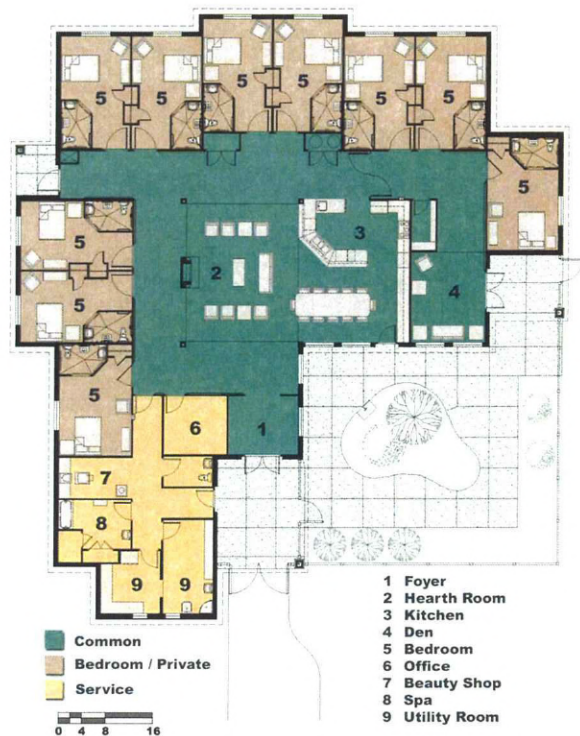 5 5 5 5 5 5
5
5
3
2
4
5
5
6
1
7
8
9 9
1 Foyer
2 Hearth Room
3 Kitchen
4 Den
5 Bedroom
6 Office
7 Beauty Shop
8 Spa
9 Utility Room
Common
Bedroom / Private
Service
0 4 8 16